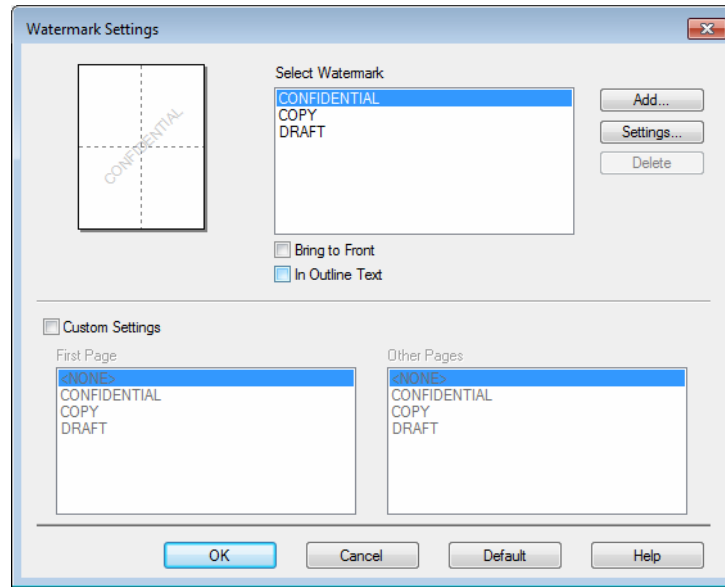 Watermark Settings
CONFIDENTIAL
Select Watermark
CONFIDENTIAL
COPY
DRAFT
Add...
Settings...
Delete
Bring to Front
In Outline Text
Custom Settings
First Page
<NONE>
CONFIDENTIAL
COPY
DRAFT
Other Pages
<NONE>
CONFIDENTIAL
COPY
DRAFT
OK
Cancel
Default
Help